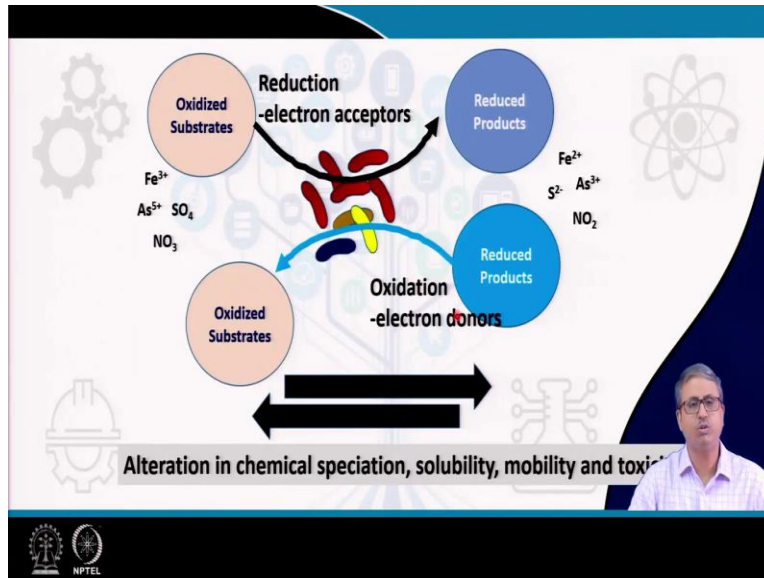 Oxidized
Substrates
Reduction
-electron acceptors
Reduced
Products
Fe3+
As5+ SO4
NO3
Fe2+
S2- As3+
NO2
Oxidized
Substrates
Oxidation
-electron donors
Reduced
Products
Alteration in chemical speciation, solubility, mobility and
NPTEL